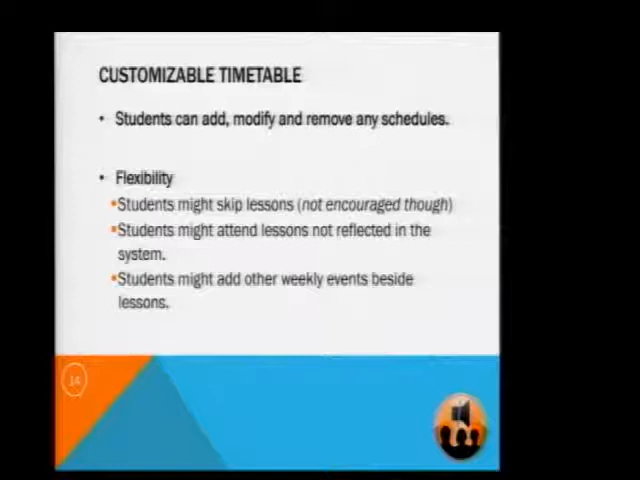 CUSTOMIZABLE TIMETABLE
• Students can add, modify and remove any schedules.
• Flexibility
•Students might skip lessons (not encouraged though)
•Students might attend lessons not reflected in the
system.
•Students might add other weekly events beside
lessons.
14